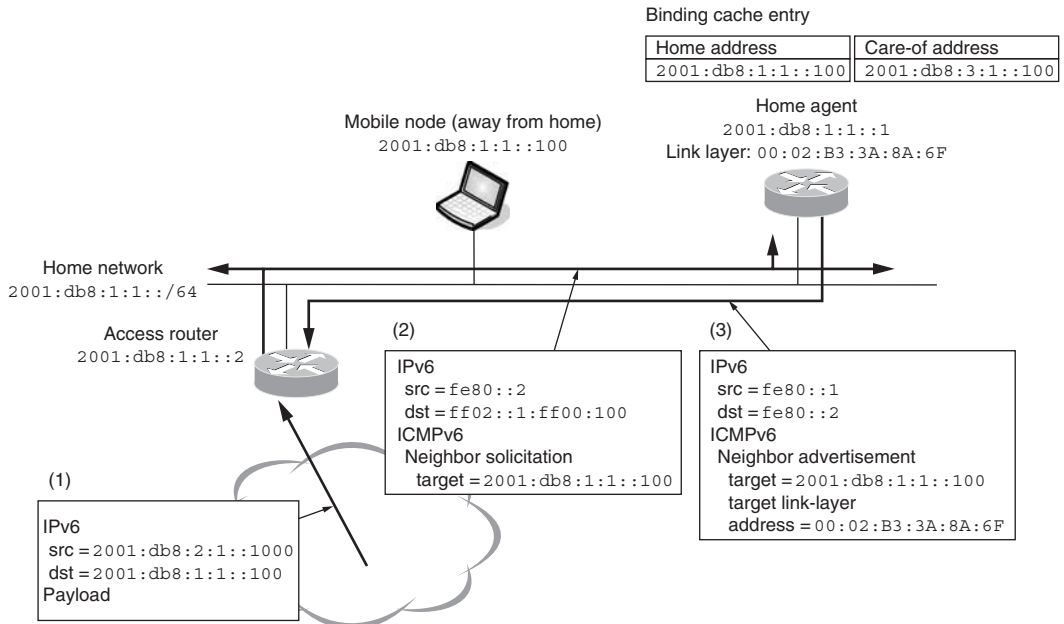 Binding cache entry
Home address Care-of address
2001:db8:1:1::100 2001:db8:3:1::100
Home agent
2001:db8:1:1::1
Link layer: 00:02:B3:3A:8A:6F
Mobile node (away from home)
2001:db8:1:1::100
Home network
2001:db8:1:1::/64
Access router
2001:db8:1:1::2
(1)
IPv6
src = 2001:db8:2:1::1000
dst = 2001:db8:1:1::100
Payload
(2)
IPv6
src = fe80::2
dst = ff02::1:ff00:100
ICMPv6
Neighbor solicitation
target = 2001:db8:1:1::100
(3)
IPv6
src = fe80::1
dst = fe80::2
ICMPv6
Neighbor advertisement
target = 2001:db8:1:1::100
target link-layer
address = 00:02:B3:3A:8A:6F